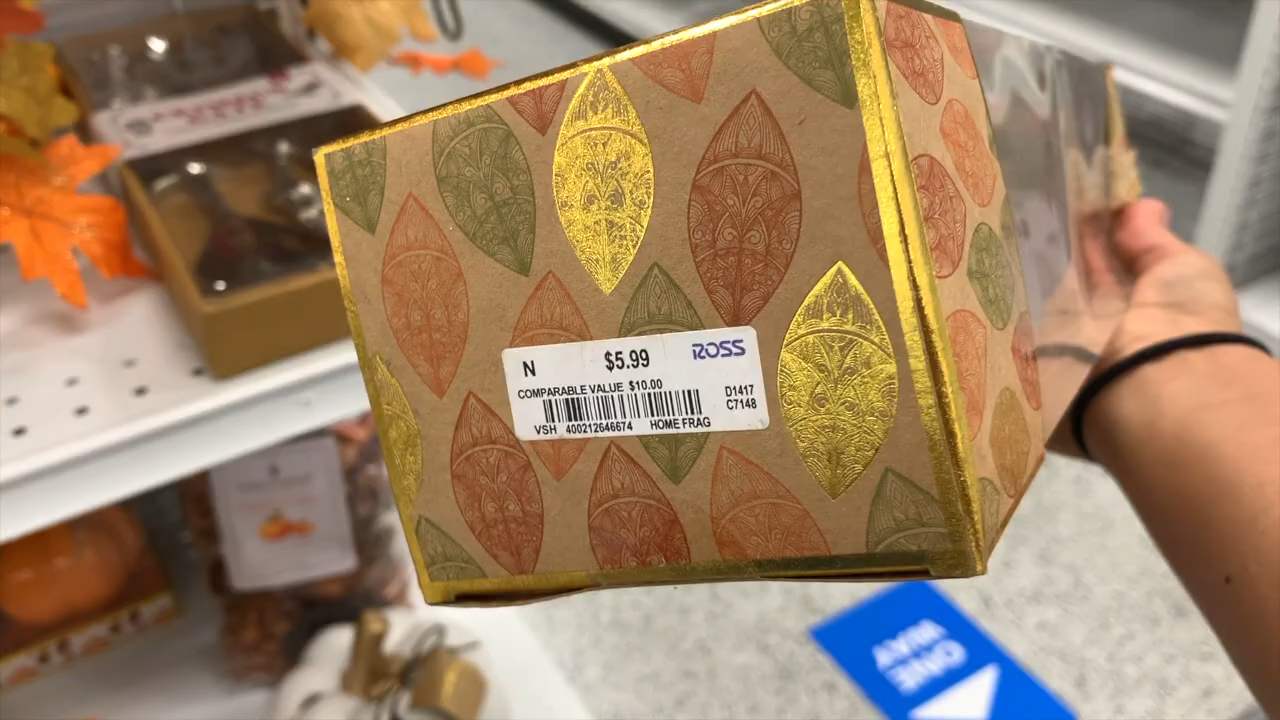 N $5.99 ROSS
COMPARABLE VALUE $10.00
D1417
C7148
VSH 400212646674 HOME FRAG
ONE
WAY